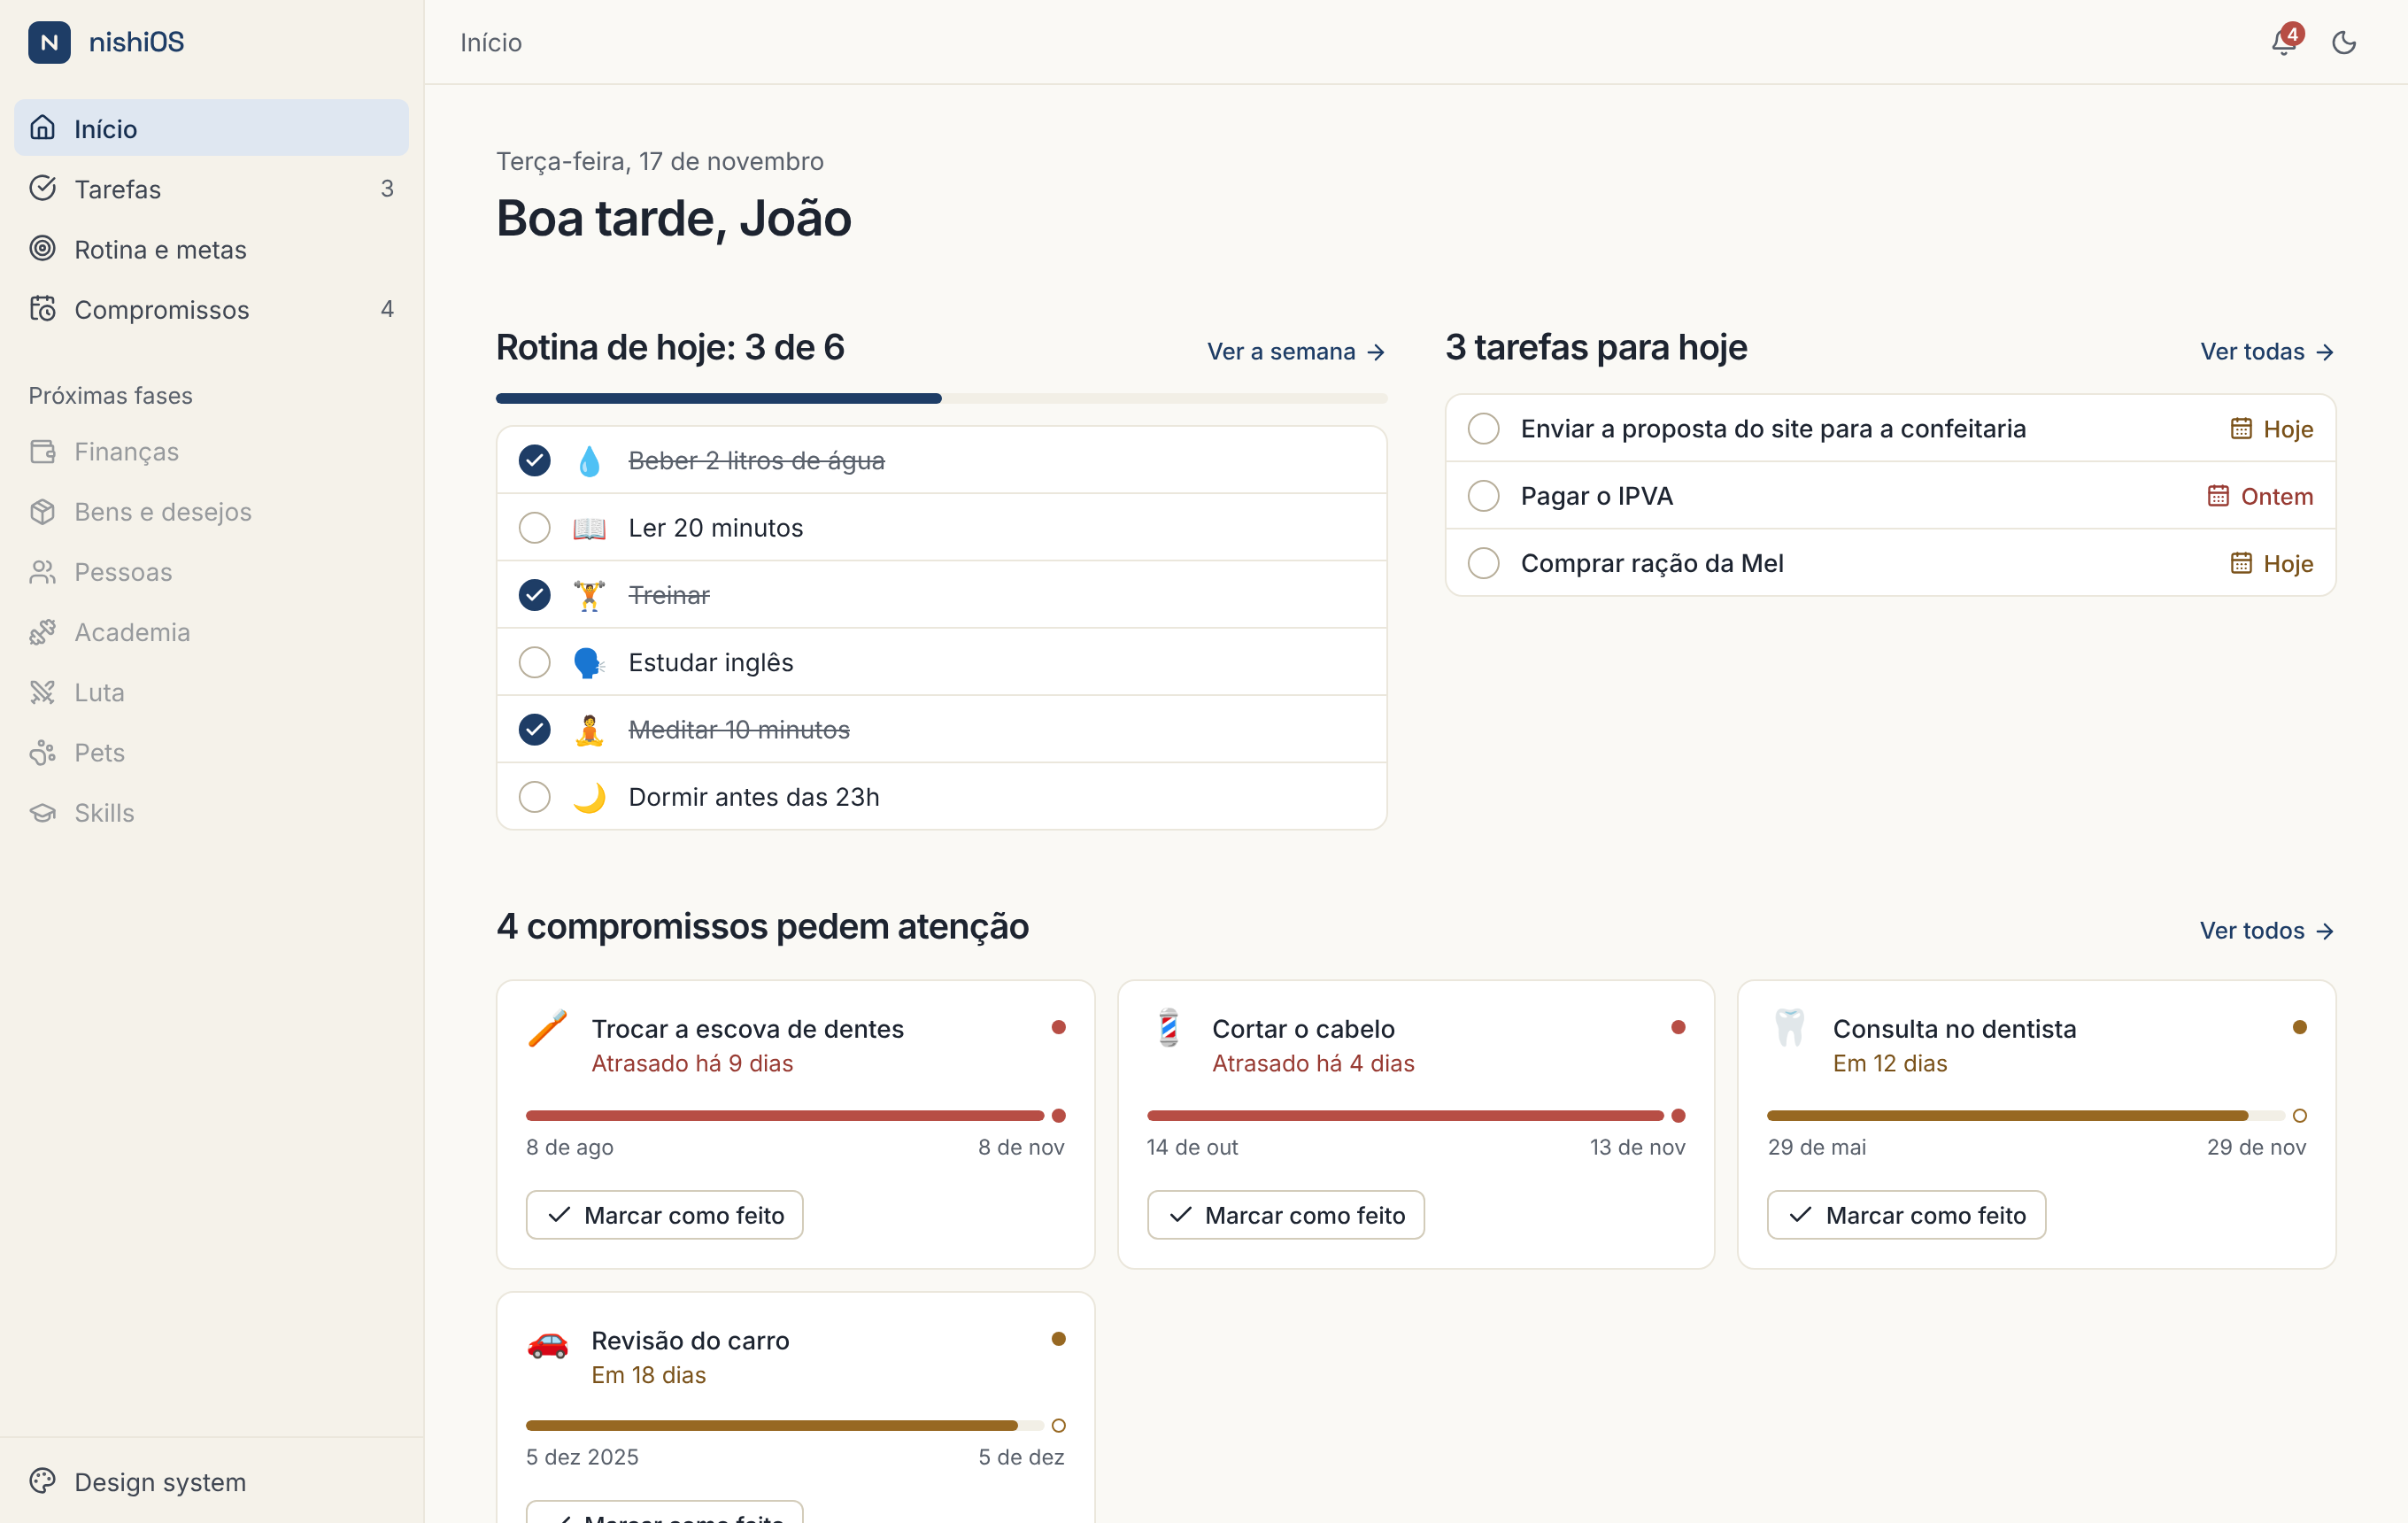 N nishiOS
Início
Tarefas 3
Rotina e metas
Compromissos 4
Próximas fases
Finanças
Bens e desejos
Pessoas
Academia
Luta
Pets
Skills
Design system
Início
4
Terça-feira, 17 de novembro
Boa tarde, João
Rotina de hoje: 3 de 6
Ver a semana →
Beber 2 litros de água
Ler 20 minutos
Treinar
Estudar inglês
Meditar 10 minutos
Dormir antes das 23h
3 tarefas para hoje
Ver todas →
Enviar a proposta do site para a confeitaria Hoje
Pagar o IPVA Ontem
Comprar ração da Mel Hoje
4 compromissos pedem atenção
Ver todos →
Trocar a escova de dentes
Atrasado há 9 dias
8 de ago 8 de nov
Marcar como feito
Cortar o cabelo
Atrasado há 4 dias
14 de out 13 de nov
Marcar como feito
Consulta no dentista
Em 12 dias
29 de mai 29 de nov
Marcar como feito
Revisão do carro
Em 18 dias
5 dez 2025 5 de dez
Marcar como feito